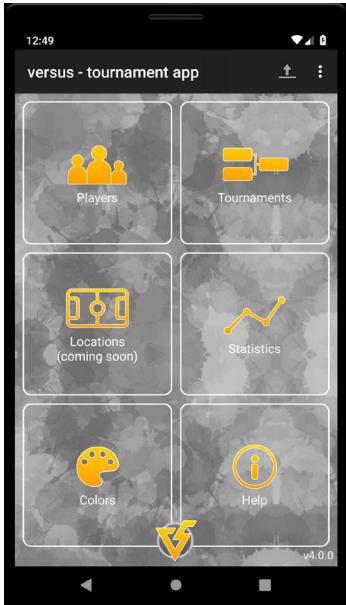 12:49
versus - tournament app
Players
Tournaments
Locations
(coming soon)
Statistics
Colors
Help
v4.0.0